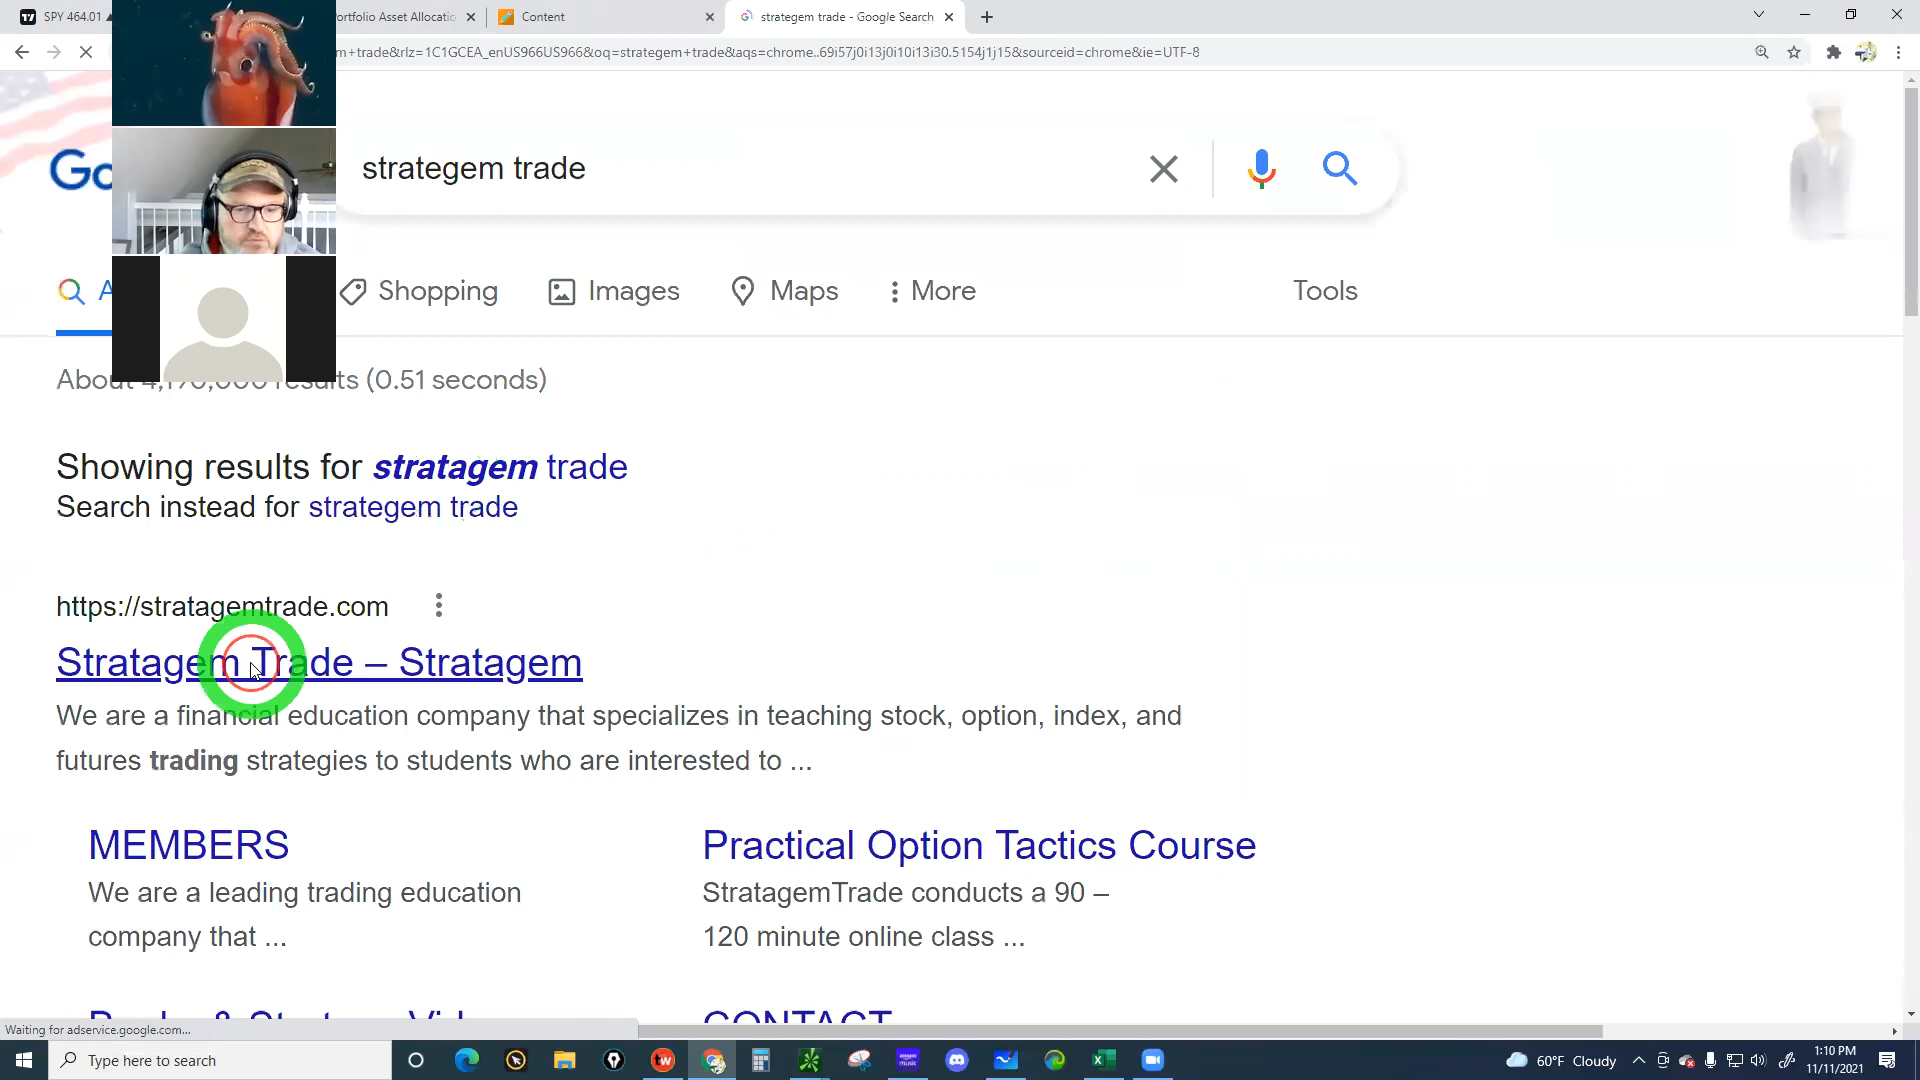 SPY 464.01
Portfolio Asset Allocatio
Content
strategem trade - Google Search
m+trade&rlz=1C1GCEA_enUS966US966&oq=strategem+trade&aqs=chrome..69i57j0i13j0i10i13i30.5154j1j15&sourceid=chrome&ie=UTF-8
Go
strategem trade
A
Shopping
Images
Maps
More
Tools
About 4,170,000 results (0.51 seconds)
Showing results for stratagem trade
Search instead for strategem trade
https://stratagemtrade.com
Stratagem Trade – Stratagem
We are a financial education company that specializes in teaching stock, option, index, and
futures trading strategies to students who are interested to ...
MEMBERS
Practical Option Tactics Course
We are a leading trading education
company that ...
StratagemTrade conducts a 90 –
120 minute online class ...
CONTACT
Waiting for adservice.google.com...
Type here to search
60°F Cloudy
1:10 PM
11/11/2021